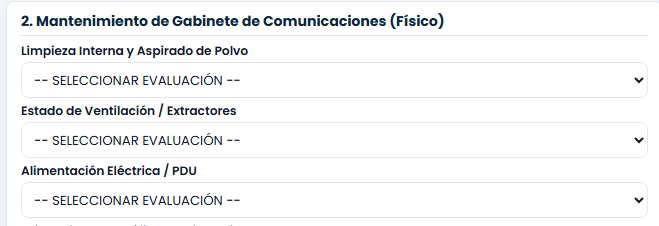 2. Mantenimiento de Gabinete de Comunicaciones (Físico)
Limpieza Interna y Aspirado de Polvo
-- SELECCIONAR EVALUACIÓN --
Estado de Ventilación / Extractores
-- SELECCIONAR EVALUACIÓN --
Alimentación Eléctrica / PDU
-- SELECCIONAR EVALUACIÓN --